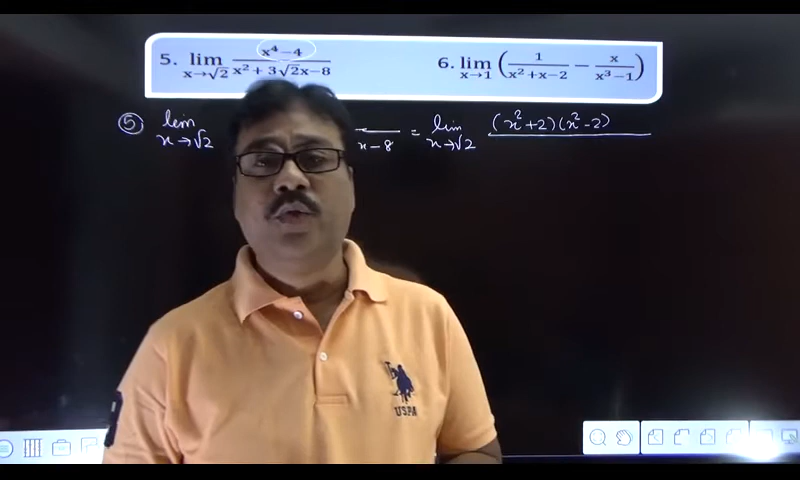 5. lim x→√2 (x⁴−4)/(x²+3√2x−8)
6. lim x→1 (1/(x²+x−2) − x/(x³−1))
⑤ lim x→√2 x−8 = lim x→√2 (x²+2)(x²−2)
USPA